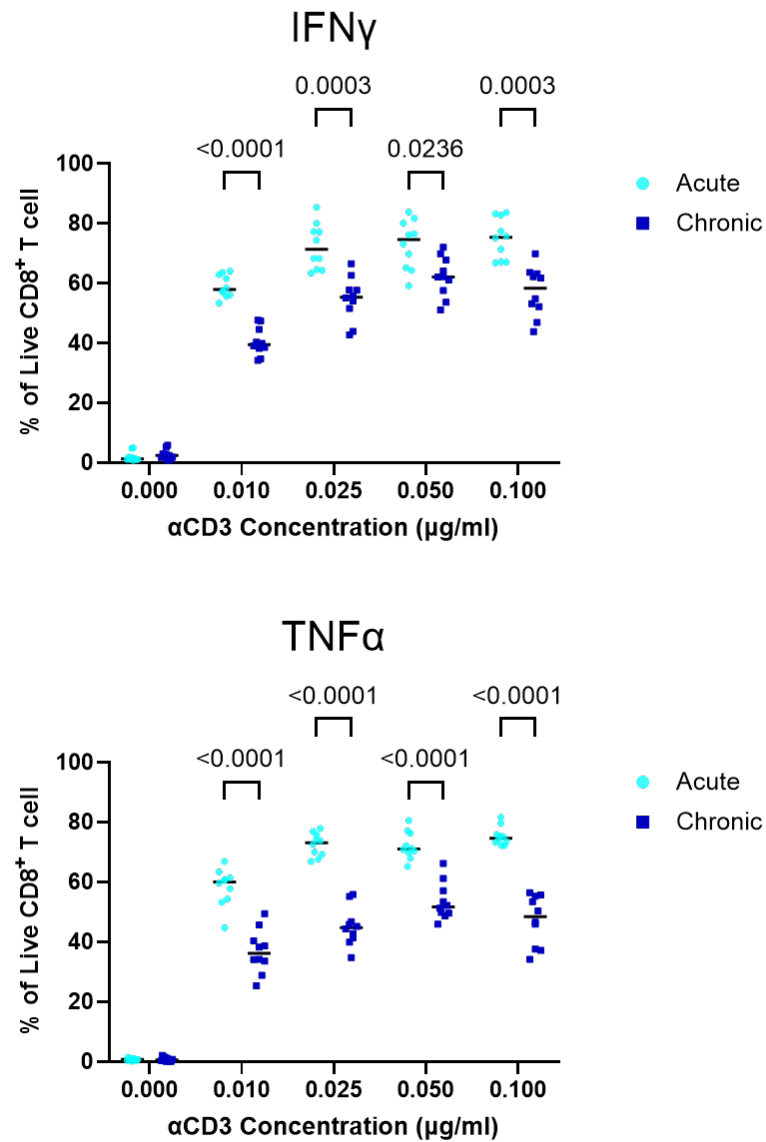 IFNγ
0.0003
0.0003
<0.0001
0.0236
100
80
60
40
20
0
% of Live CD8⁺ T cell
Acute
Chronic
0.000 0.010 0.025 0.050 0.100
αCD3 Concentration (μg/ml)
TNFα
<0.0001
<0.0001
<0.0001
<0.0001
100
80
60
40
20
0
% of Live CD8⁺ T cell
Acute
Chronic
0.000 0.010 0.025 0.050 0.100
αCD3 Concentration (μg/ml)